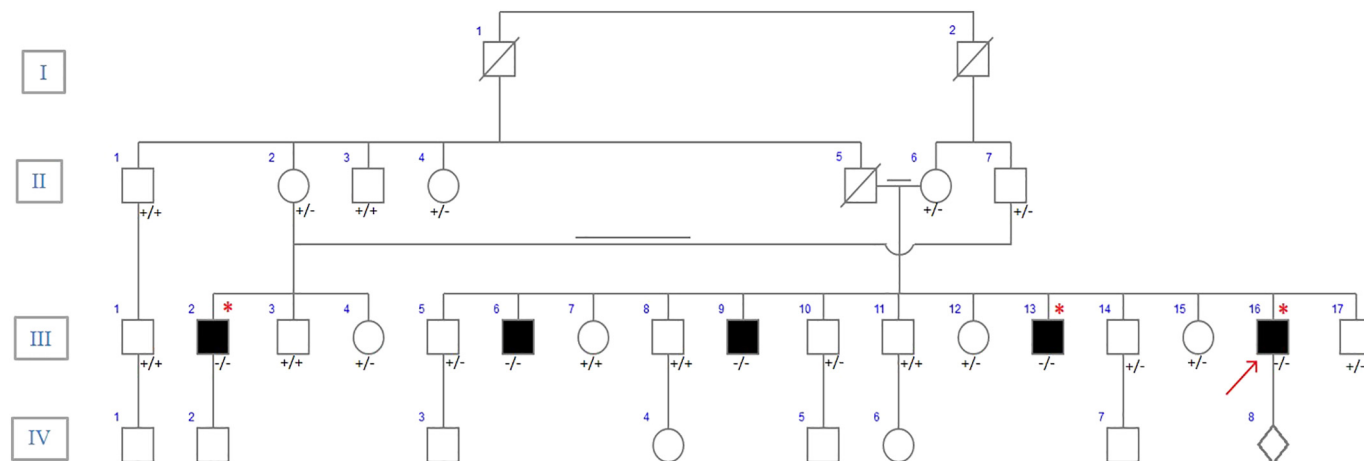 1 2
I
1 2 3 4 5 6 7
II
+/+ +/- +/+ +/- +/- +/-
1 2 * 3 4 5 6 7 8 9 10 11 12 13 * 14 15 16 * 17
III
+/+ -/- +/+ +/- +/- -/- +/+ +/+ -/- +/- +/+ +/- -/- +/- +/- -/- +/-
1 2 3 4 5 6 7 8
IV